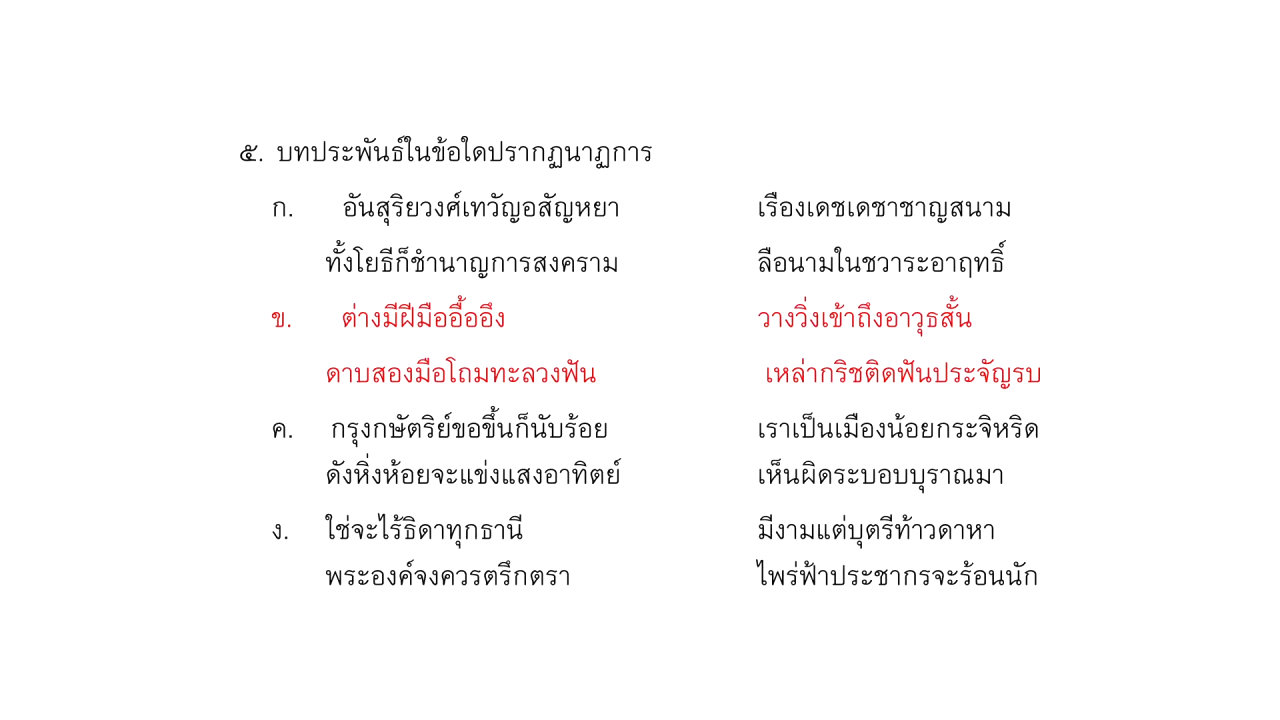 ๕. บทประพันธ์ในข้อใดปรากฏนาฏการ
ก. อันสุริยวงศ์เทวัญอสัญหยา เรืองเดชเดชาชาญสนาม
ทั้งโยธีก็ชำนาญการสงคราม ลือนามในชวาระอาฤทธิ์
ข. ต่างมีฝีมืออื้ออึง วางวิ่งเข้าถึงอาวุธสั้น
ดาบสองมือโถมทะลวงฟัน เหล่ากริชติดฟันประจัญรบ
ค. กรุงกษัตริย์ขอขึ้นก็นับร้อย เราเป็นเมืองน้อยกระจิหริด
ดังหิ่งห้อยจะแข่งแสงอาทิตย์ เห็นผิดระบอบบุราณมา
ง. ใช่จะไร้ธิดาทุกธานี มีงามแต่บุตรีท้าวดาหา
พระองค์จงควรตรึกตรา ไพร่ฟ้าประชากรจะร้อนนัก